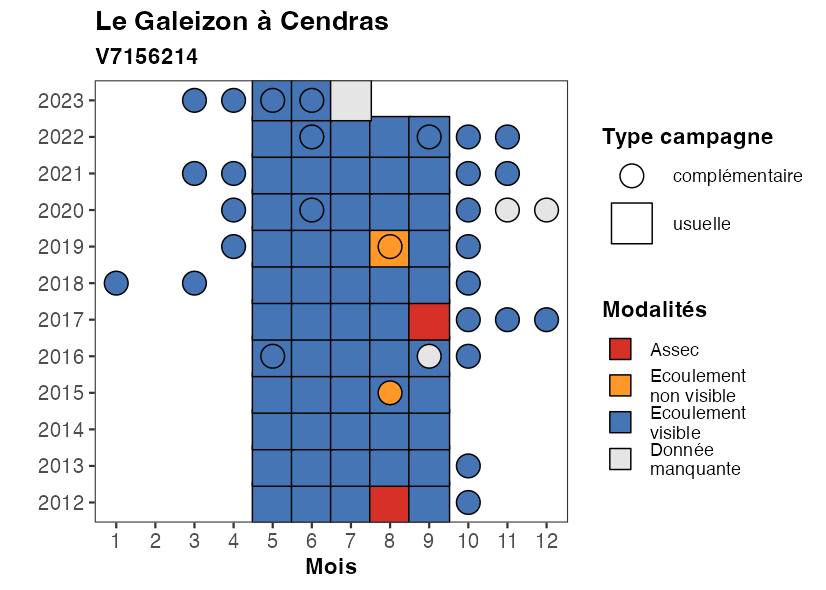 Le Galeizon à Cendras
V7156214
2023
2022
2021
2020
2019
2018
2017
2016
2015
2014
2013
2012
1 2 3 4 5 6 7 8 9 10 11 12
Mois
Type campagne
complémentaire
usuelle
Modalités
Assec
Ecoulement
non visible
Ecoulement
visible
Donnée
manquante